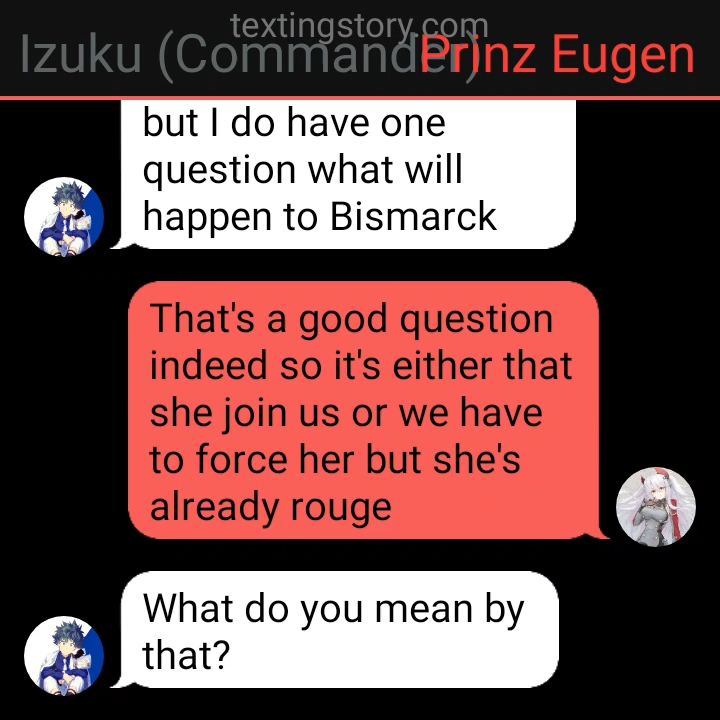 textingstory.com
Izuku (Commander)
Prinz Eugen
but I do have one
question what will
happen to Bismarck
That's a good question
indeed so it's either that
she join us or we have
to force her but she's
already rouge
What do you mean by
that?